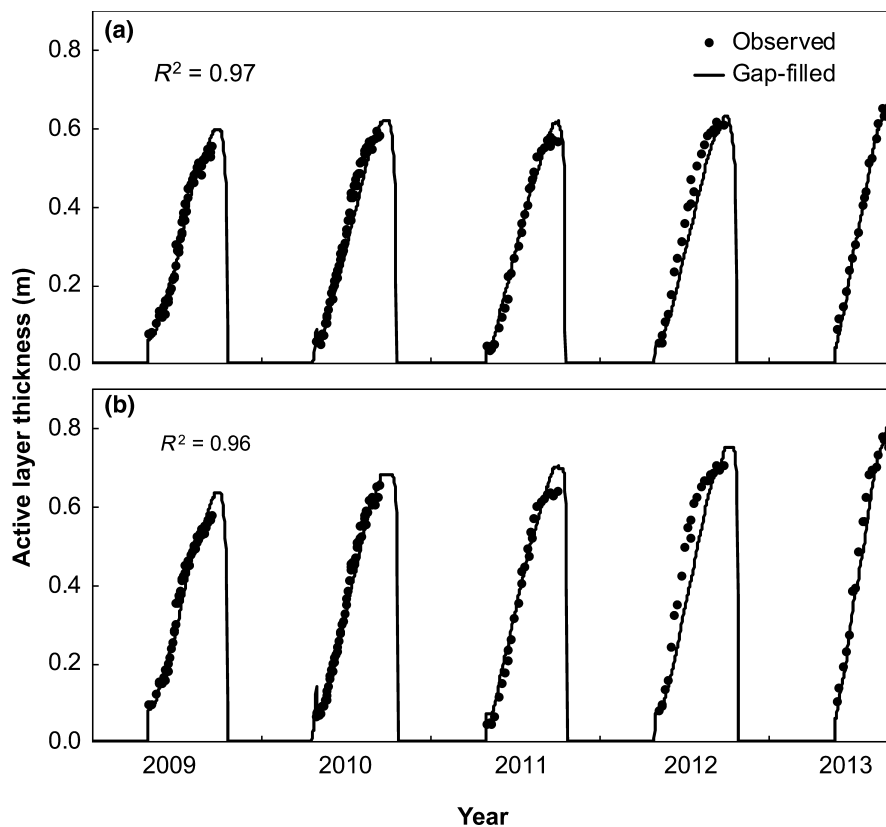 (a)
R² = 0.97
Observed
Gap-filled
0.8
0.6
0.4
0.2
0.0
(b)
R² = 0.96
0.8
0.6
0.4
0.2
0.0
Active layer thickness (m)
2009 2010 2011 2012 2013
Year